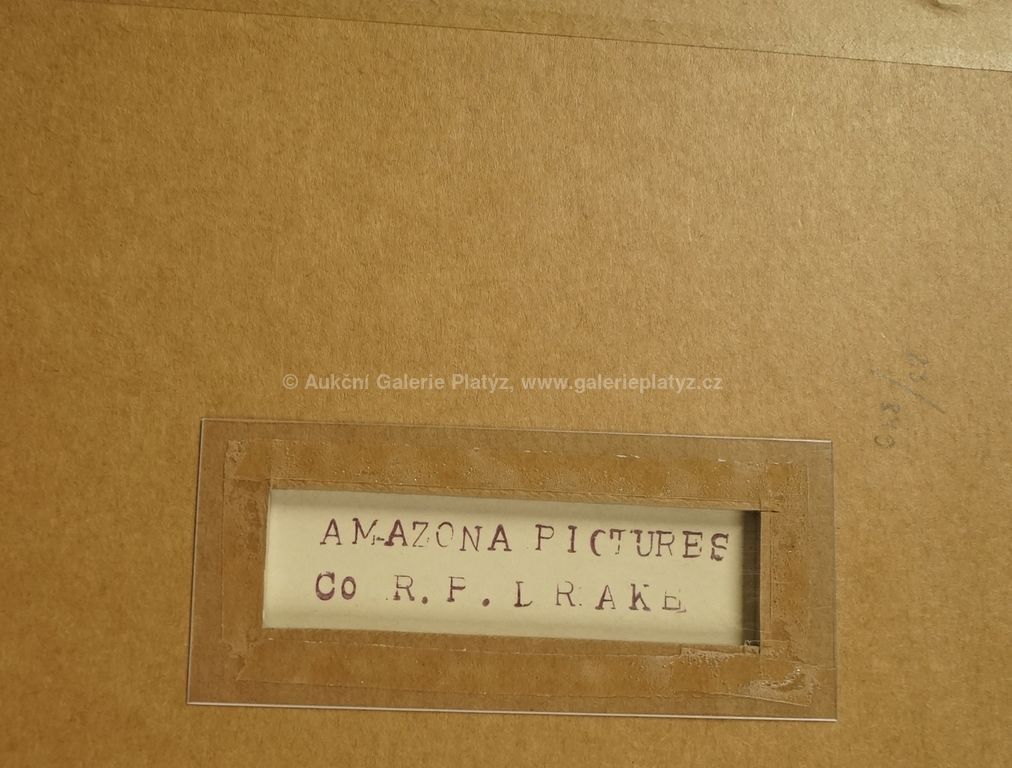 © Aukční Galerie Platýz, www.galerieplatyz.cz
AMAZONA PICTURES
Co R. P. DRAKE